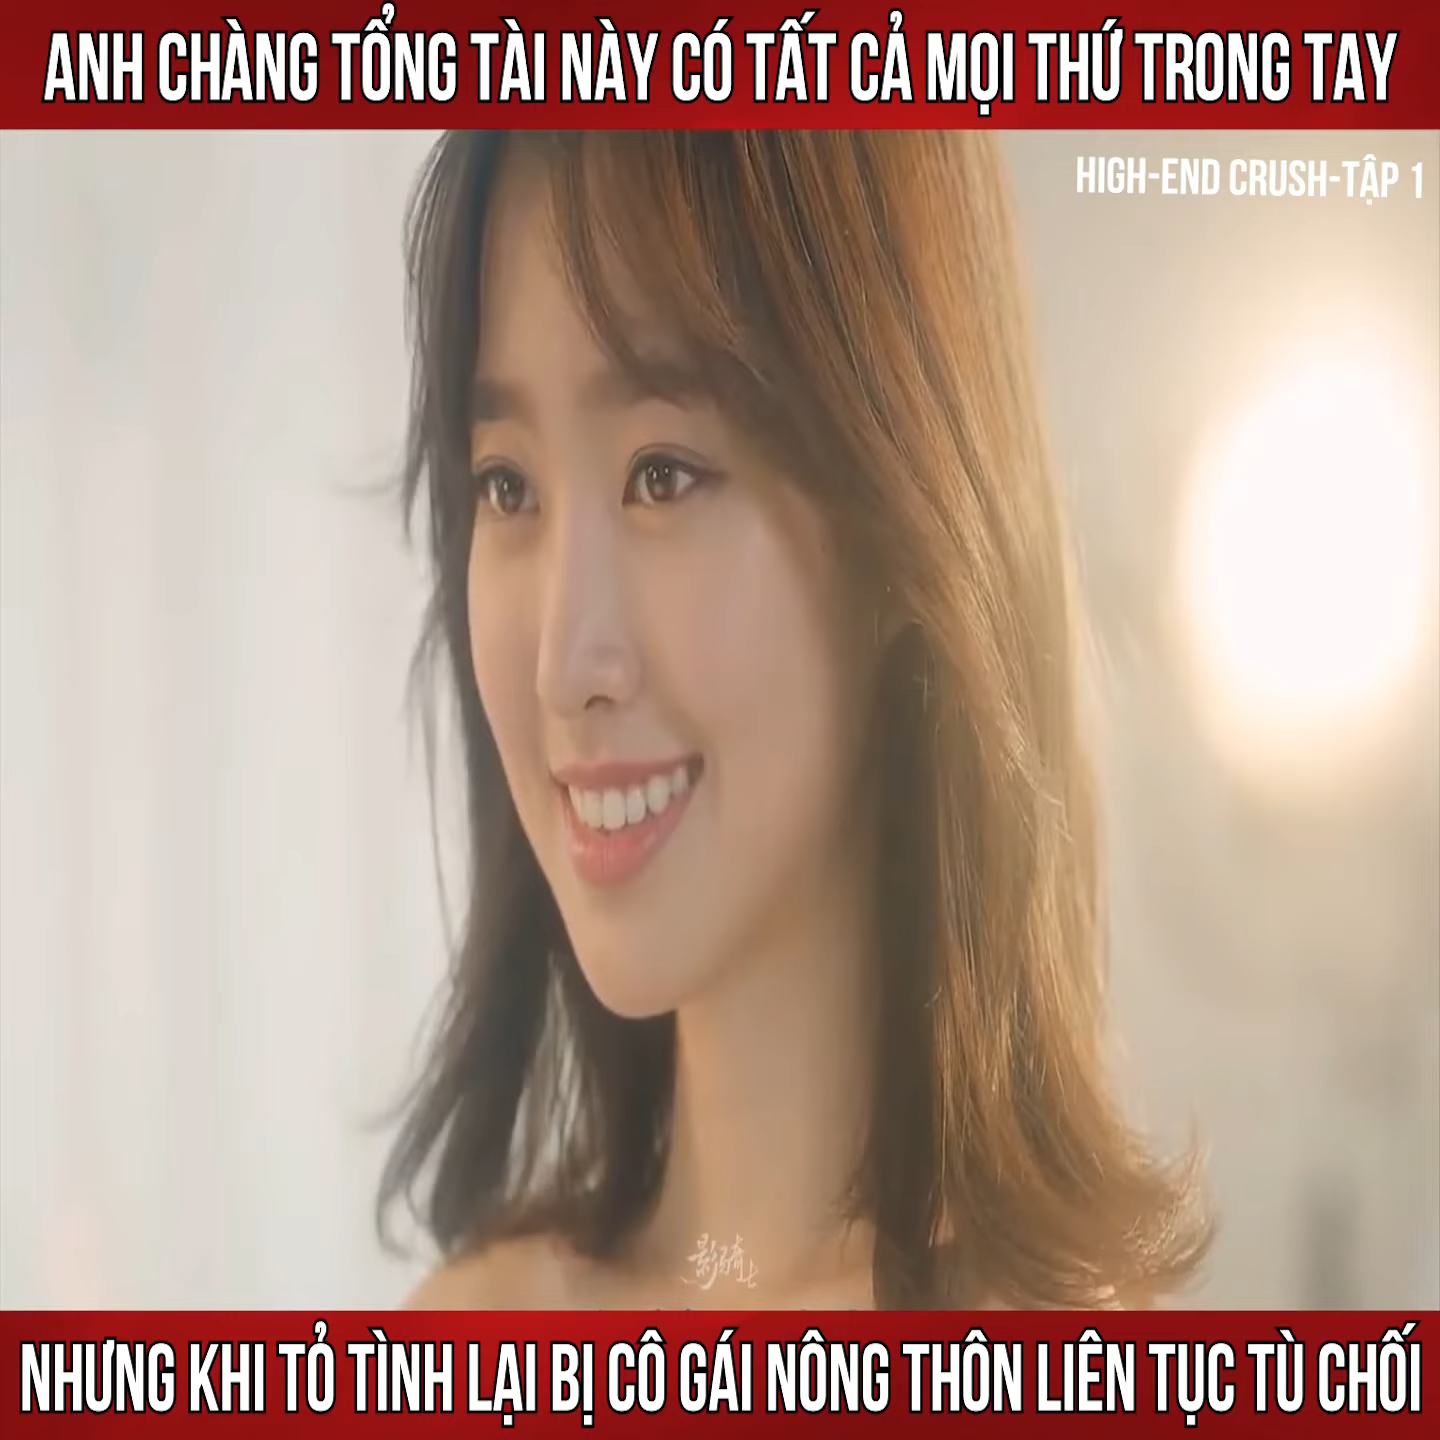 ANH CHÀNG TỔNG TÀI NÀY CÓ TẤT CẢ MỌI THỨ TRONG TAY
HIGH-END CRUSH-TẬP 1
NHƯNG KHI TỎ TÌNH LẠI BỊ CÔ GÁI NÔNG THÔN LIÊN TỤC TÙ CHỐI